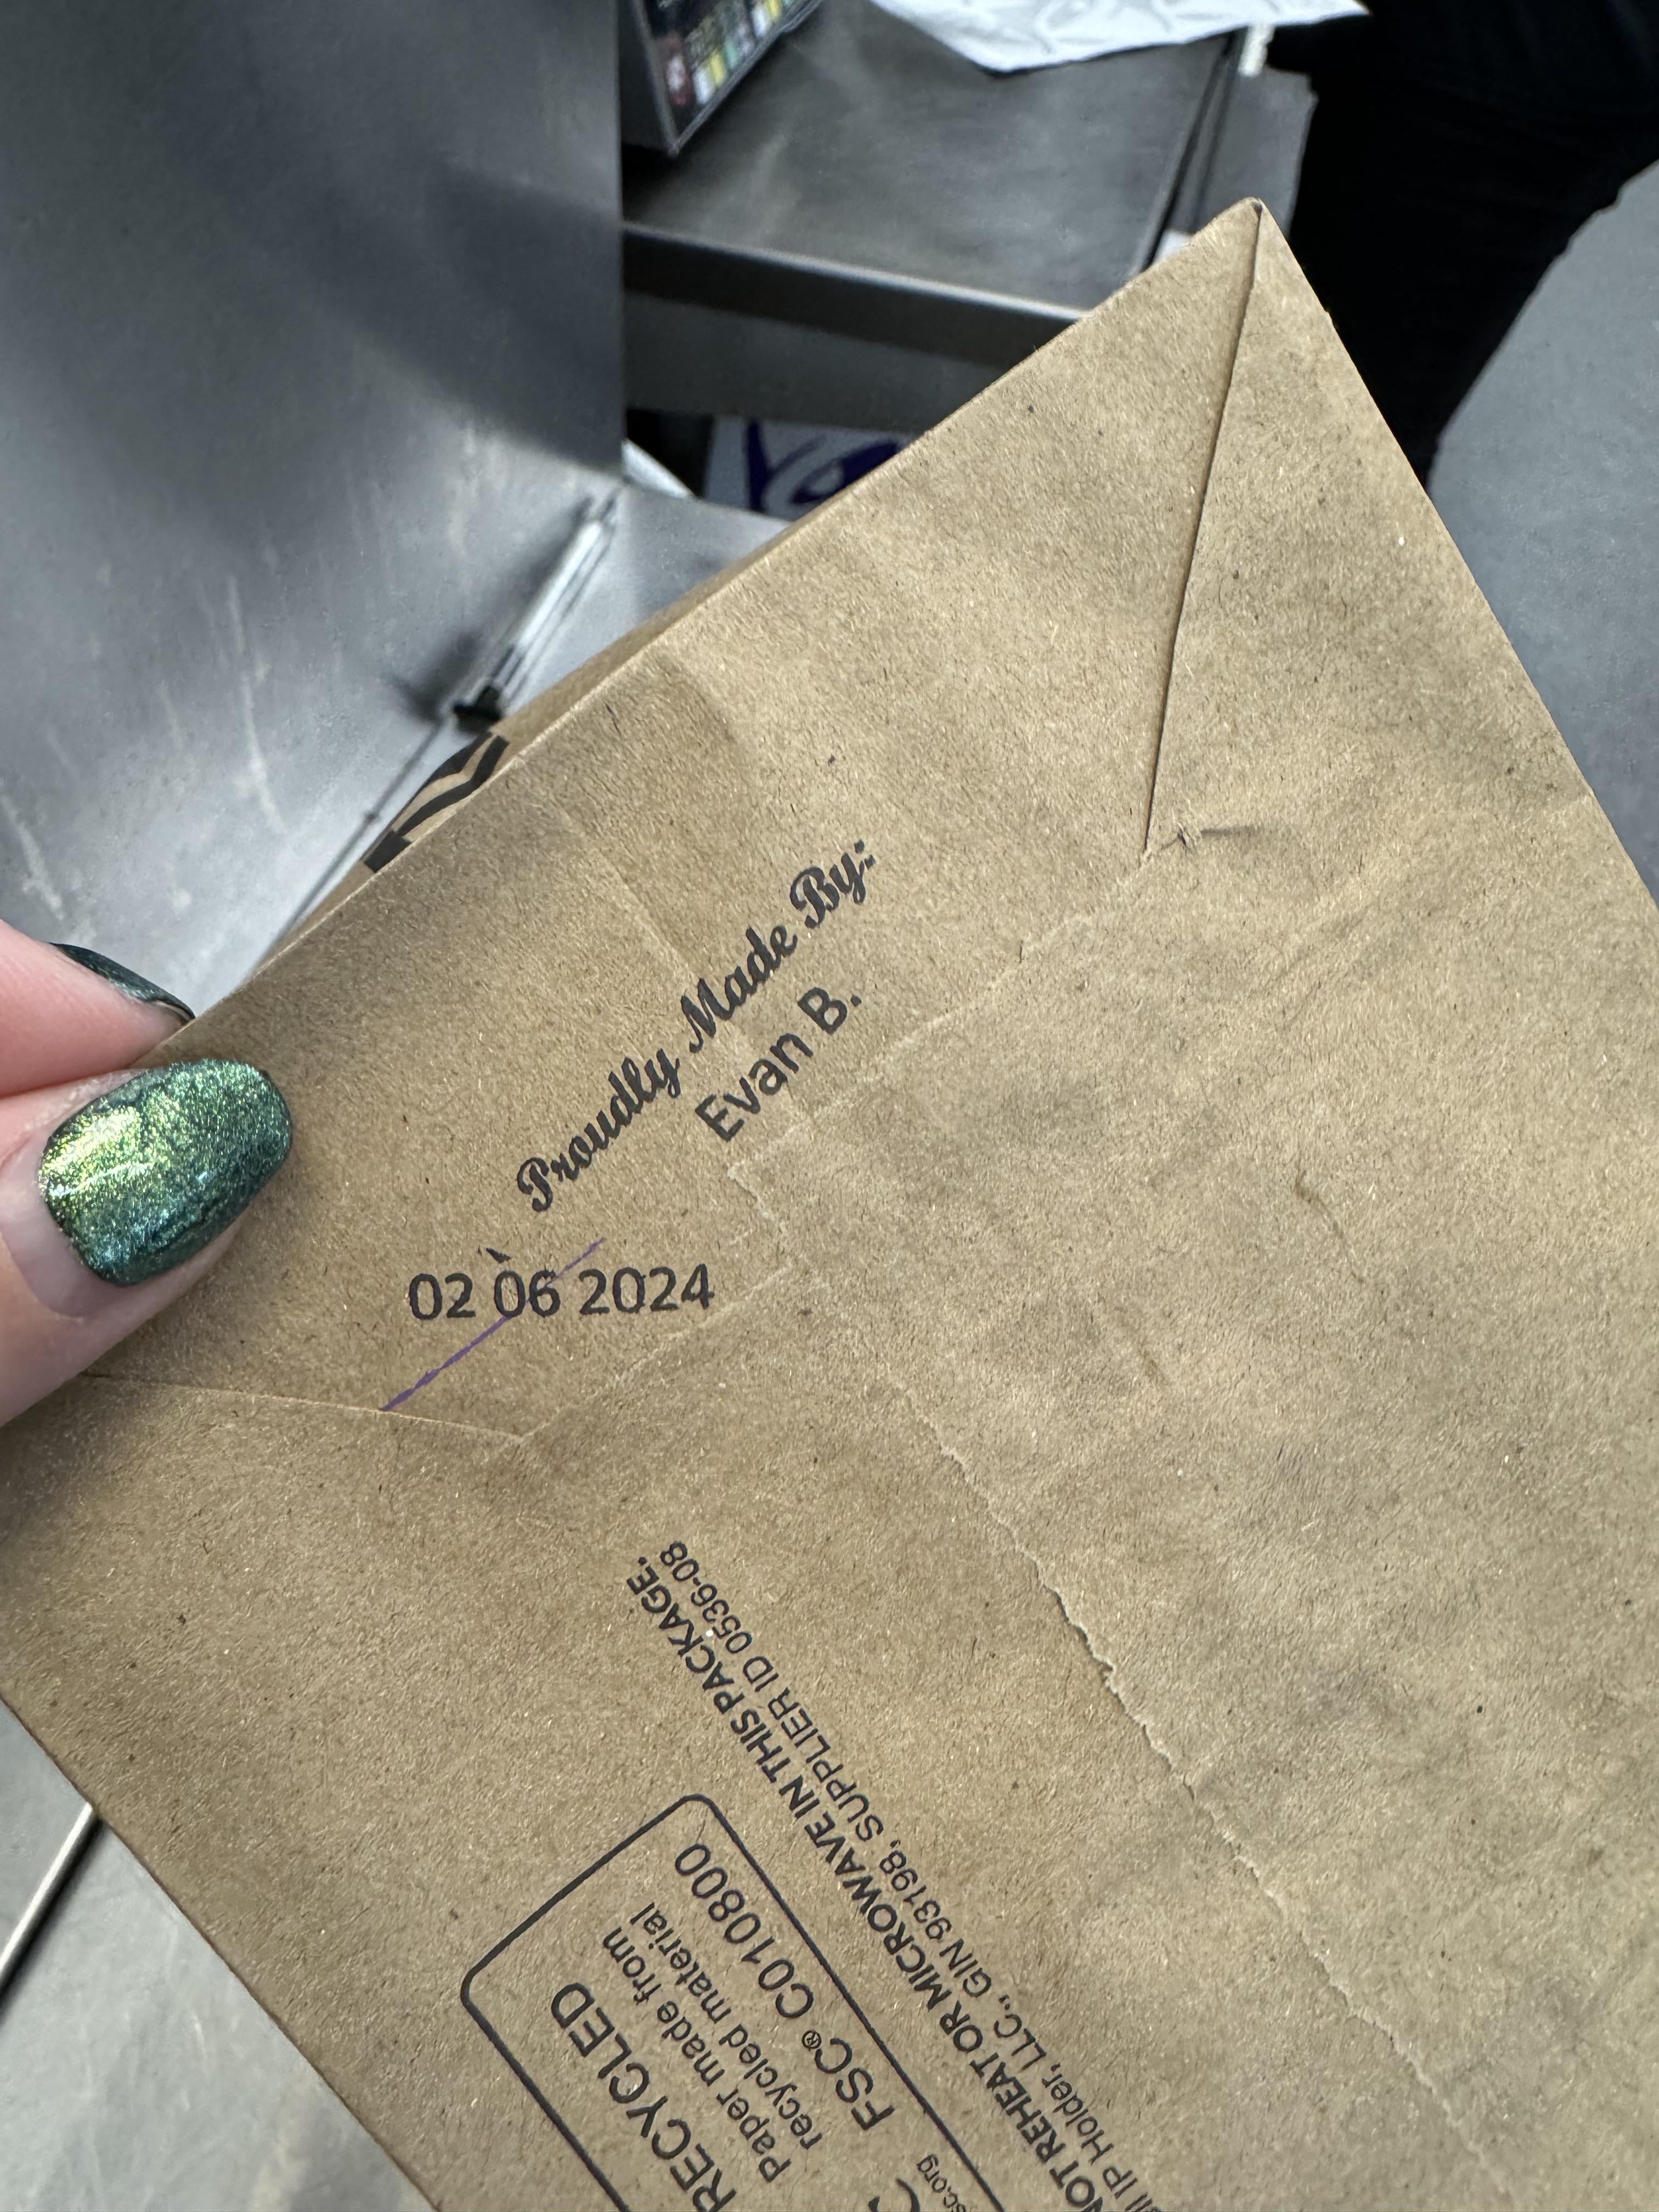 Proudly Made By:
Evan B.
02 06 2024
NOT REHEAT OR MICROWAVE IN THIS PACKAGE.
IP Holder, LLC., GIN 93198, SUPPLIER ID 0536-08
RECYCLED
Paper made from
recycled material
FSC® C010800